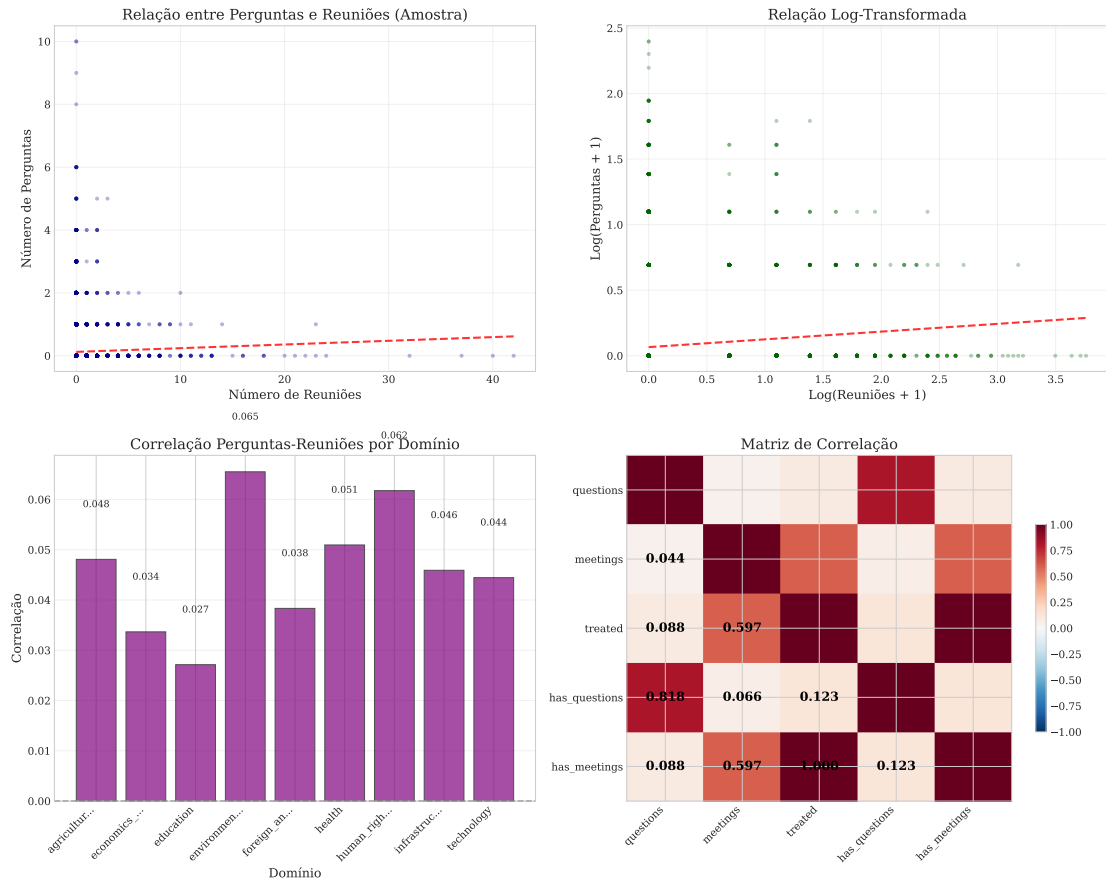 Relação entre Perguntas e Reuniões (Amostra)
10
8
6
4
2
0
Número de Perguntas
0
10
20
30
40
Número de Reuniões
Relação Log-Transformada
2.5
2.0
1.5
1.0
0.5
0.0
Log(Perguntas + 1)
0.0
0.5
1.0
1.5
2.0
2.5
3.0
3.5
Log(Reuniões + 1)
Correlação Perguntas-Reuniões por Domínio
0.06
0.05
0.04
0.03
0.02
0.01
0.00
Correlação
0.048
0.034
0.027
0.065
0.038
0.051
0.062
0.046
0.044
agricultur...
economics_...
education
environmen...
foreign_an...
health
human_righ...
infrastruc...
technology
Domínio
Matriz de Correlação
questions
meetings
treated
has_questions
has_meetings
0.044
0.088
0.597
0.818
0.066
0.123
0.088
0.597
1.000
0.123
questions
meetings
treated
has_questions
has_meetings
1.00
0.75
0.50
0.25
0.00
−0.25
−0.50
−0.75
−1.00